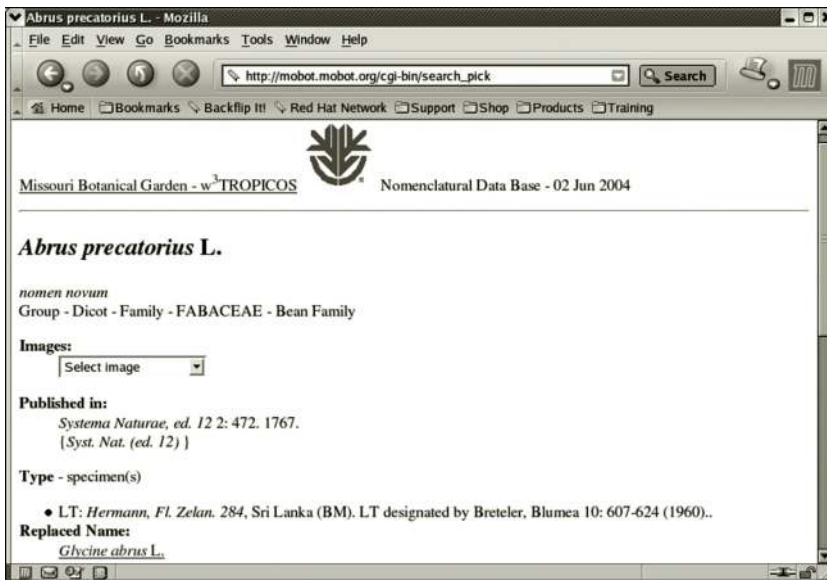 Abrus precatorius L. - Mozilla
File Edit View Go Bookmarks Tools Window Help
http://mobot.mobot.org/cgi-bin/search_pick Search
Home Bookmarks Backflip It! Red Hat Network Support Shop Products Training
Missouri Botanical Garden - w3TROPICOS Nomenclatural Data Base - 02 Jun 2004
Abrus precatorius L.
nomen novum
Group - Dicot - Family - FABACEAE - Bean Family
Images:
Select image
Published in:
Systema Naturae, ed. 12 2: 472. 1767.
{Syst. Nat. (ed. 12) }
Type - specimen(s)
• LT: Hermann, Fl. Zelan. 284, Sri Lanka (BM). LT designated by Breteler, Blumea 10: 607-624 (1960)..
Replaced Name:
Glycine abrus L.